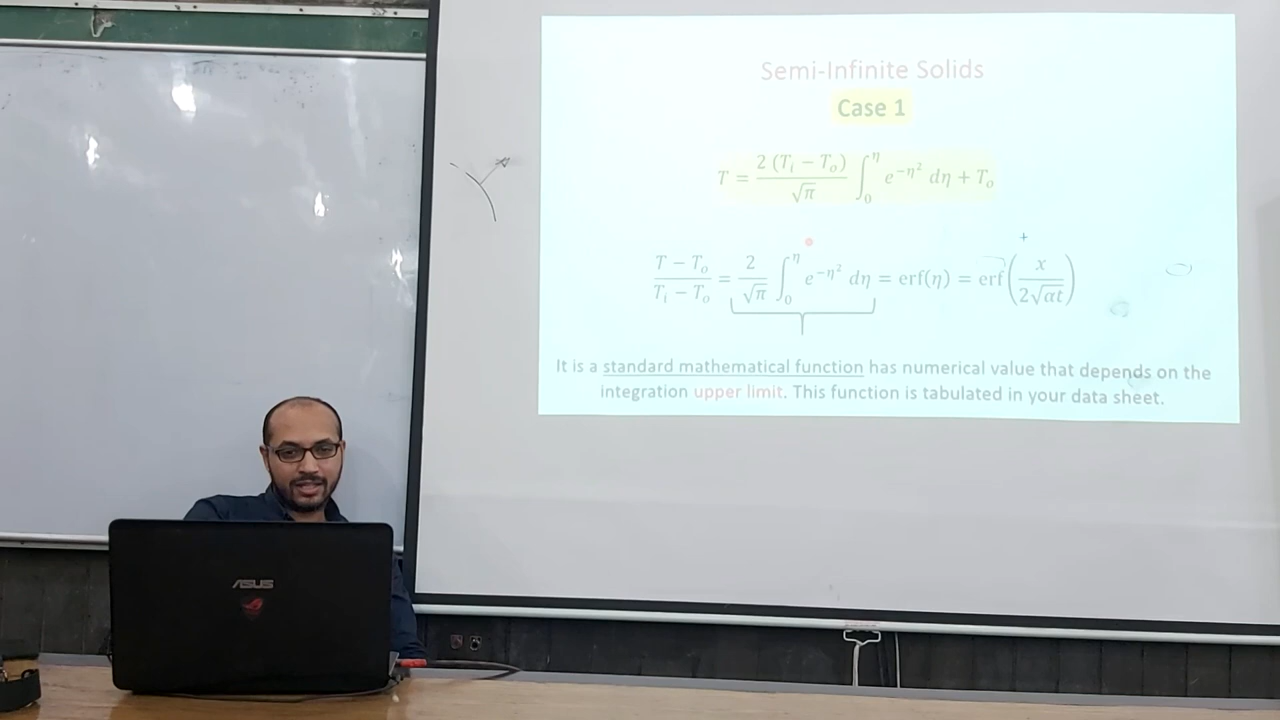 Semi-Infinite Solids
Case 1
T = 2 (Tᵢ − Tₒ) / √π ∫₀^η e^(−η²) dη + Tₒ
(T − Tₒ) / (Tᵢ − Tₒ) = 2 / √π ∫₀^η e^(−η²) dη = erf(η) = erf(x / 2√αt)
It is a standard mathematical function has numerical value that depends on the
integration upper limit. This function is tabulated in your data sheet.
ASUS